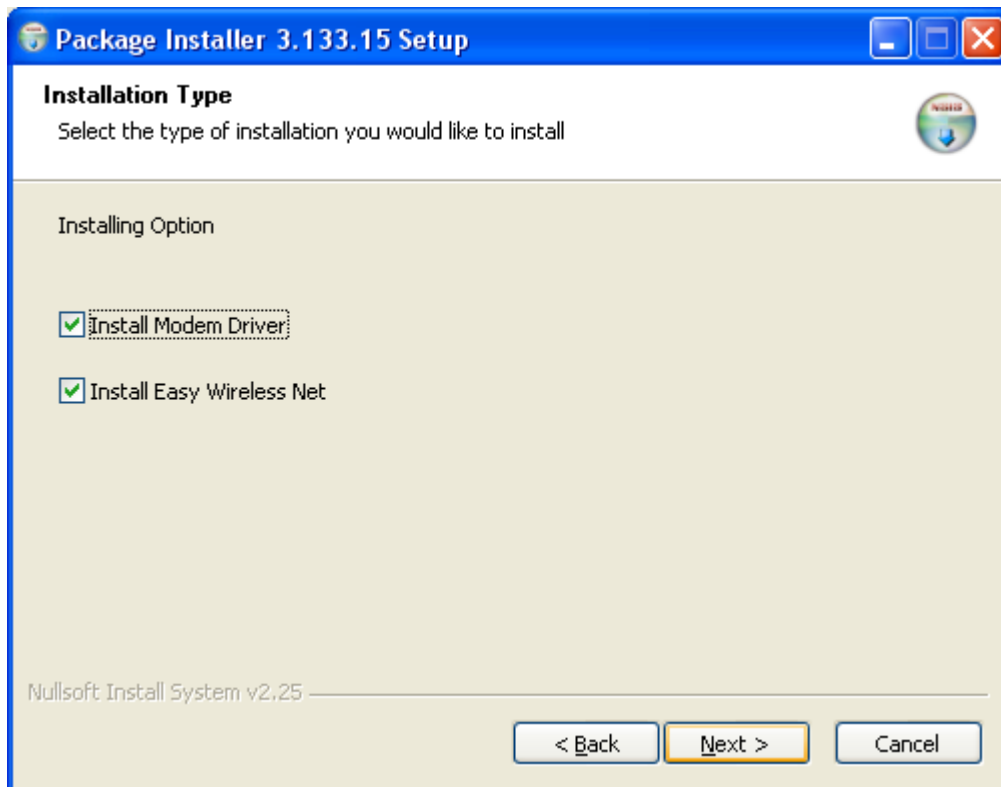 Package Installer 3.133.15 Setup
Installation Type
Select the type of installation you would like to install
Installing Option
Install Modem Driver
Install Easy Wireless Net
Nullsoft Install System v2.25
< Back
Next >
Cancel